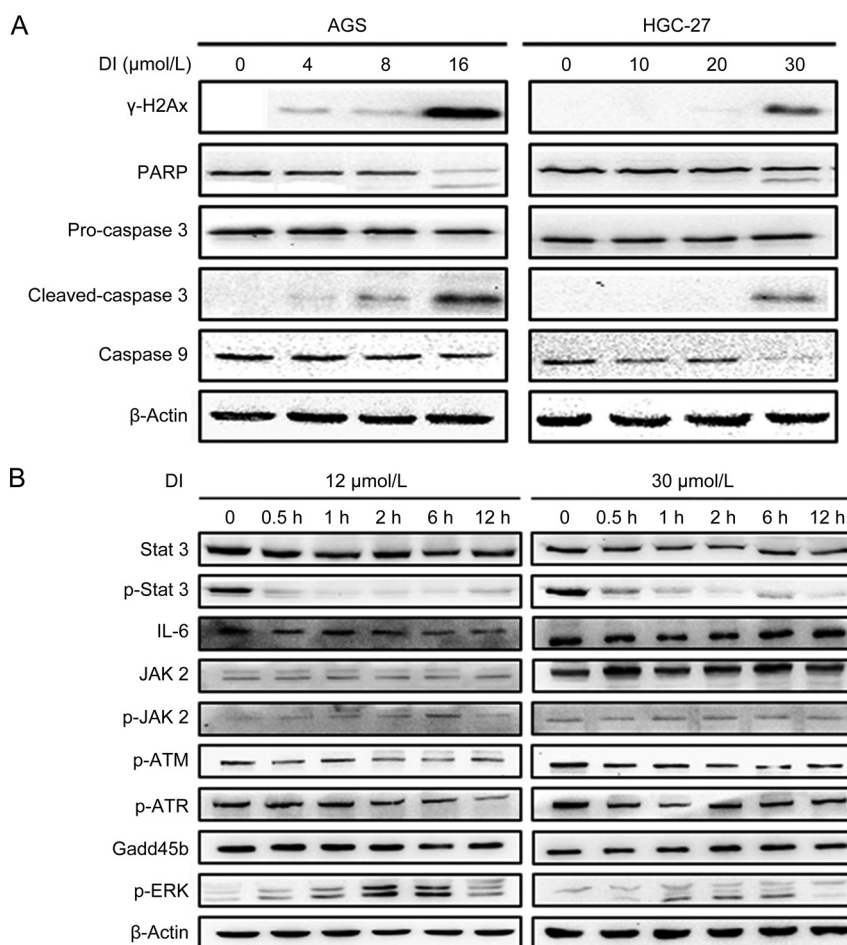 A
AGS HGC-27
DI (µmol/L) 0 4 8 16 0 10 20 30
γ-H2Ax
PARP
Pro-caspase 3
Cleaved-caspase 3
Caspase 9
β-Actin
B
DI 12 µmol/L 30 µmol/L
0 0.5 h 1 h 2 h 6 h 12 h 0 0.5 h 1 h 2 h 6 h 12 h
Stat 3
p-Stat 3
IL-6
JAK 2
p-JAK 2
p-ATM
p-ATR
Gadd45b
p-ERK
β-Actin